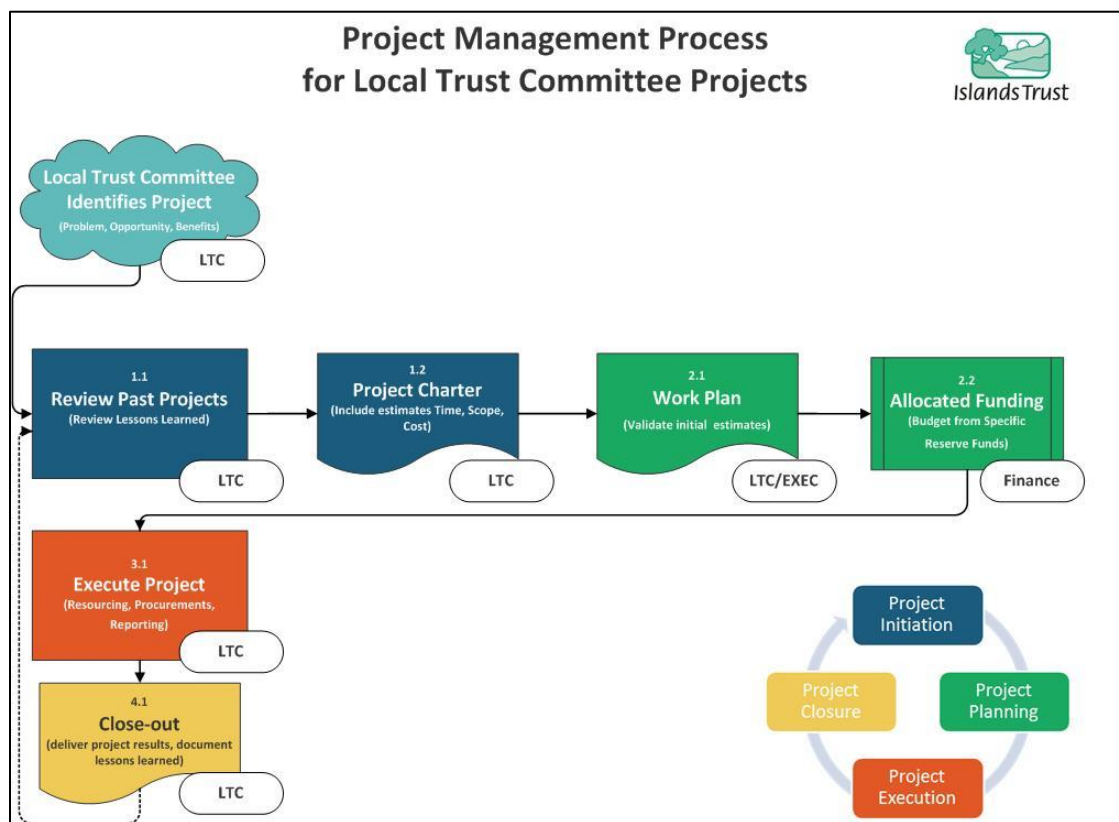 Project Management Process
for Local Trust Committee Projects
Islands Trust
Local Trust Committee
Identifies Project
(Problem, Opportunity, Benefits)
LTC
1.1
Review Past Projects
(Review Lessons Learned)
LTC
1.2
Project Charter
(Include estimates Time, Scope,
Cost)
LTC
2.1
Work Plan
(Validate initial estimates)
LTC/EXEC
2.2
Allocated Funding
(Budget from Specific
Reserve Funds)
Finance
3.1
Execute Project
(Resourcing, Procurements,
Reporting)
LTC
4.1
Close-out
(deliver project results, document
lessons learned)
LTC
Project
Initiation
Project
Planning
Project
Execution
Project
Closure